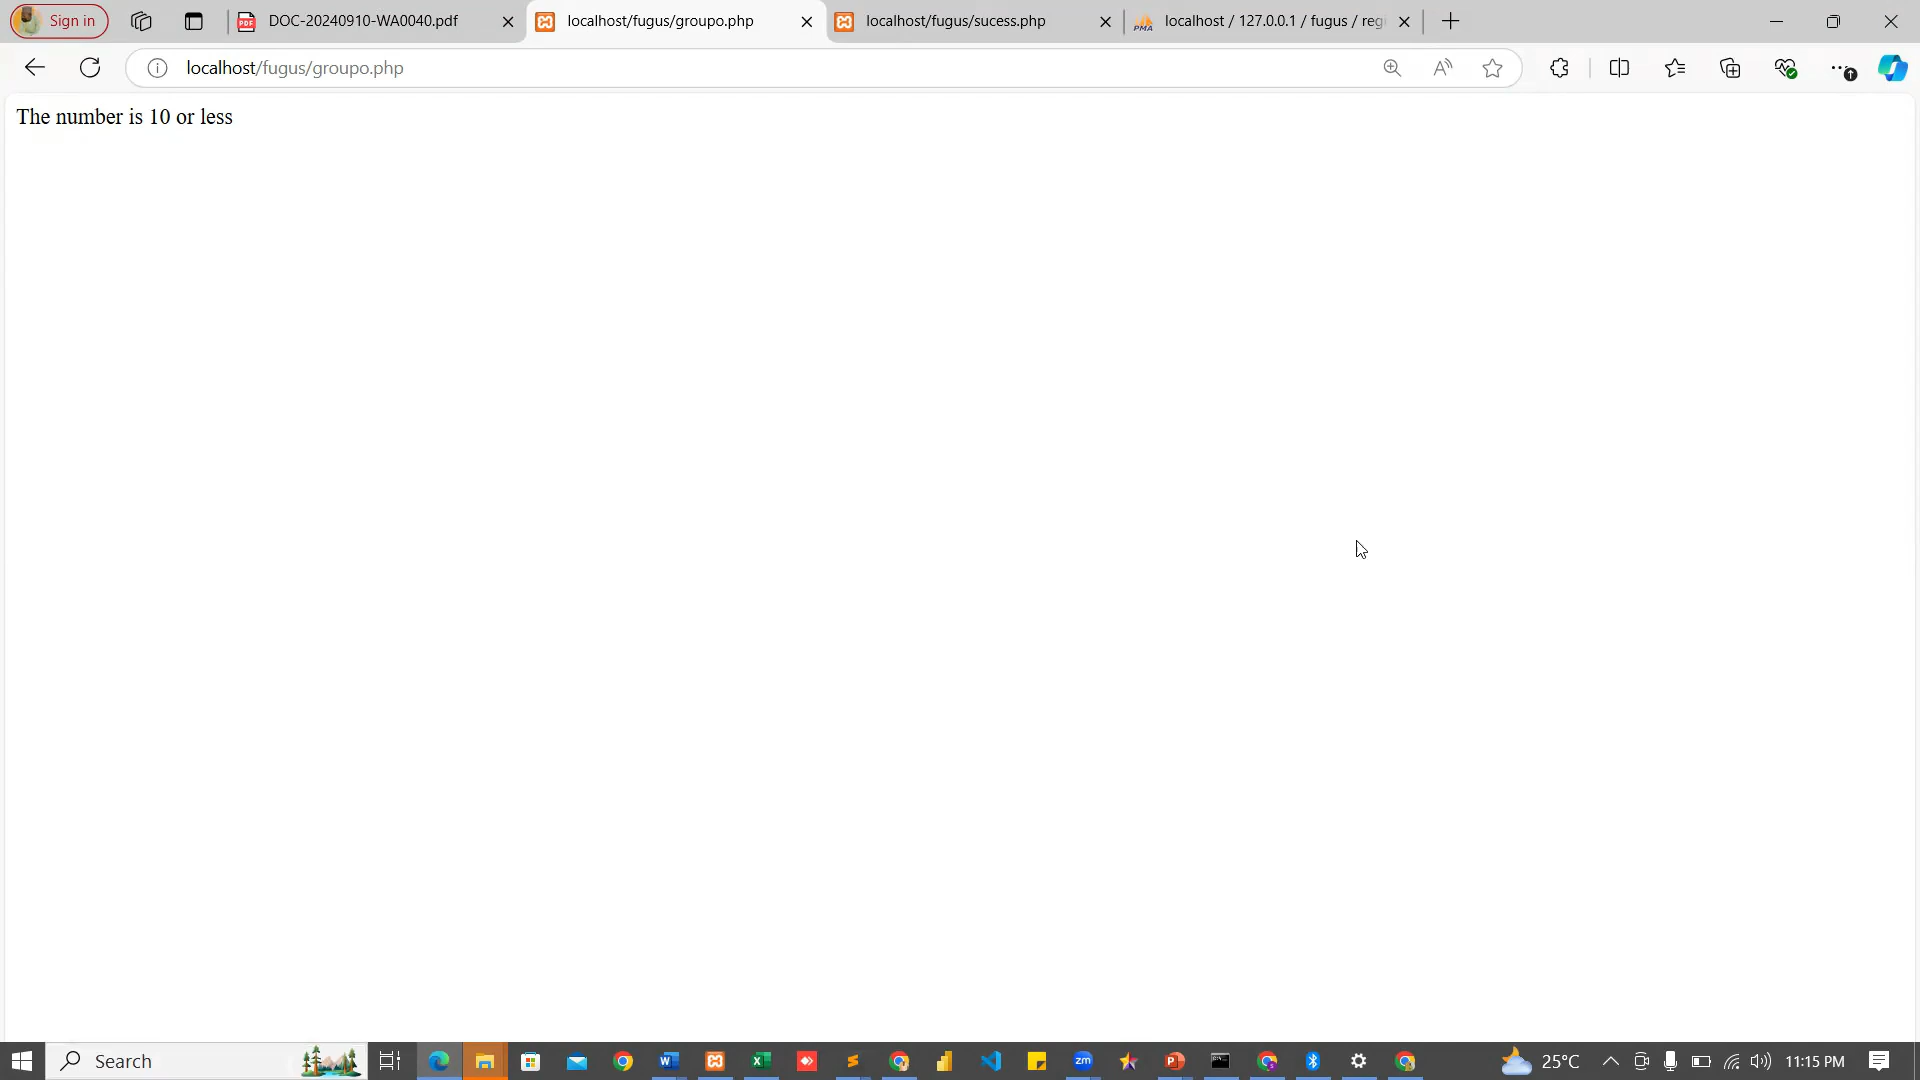 Sign in
DOC-20240910-WA0040.pdf
localhost/fugus/groupo.php
localhost/fugus/sucess.php
localhost / 127.0.0.1 / fugus / reg
localhost/fugus/groupo.php
The number is 10 or less
Search
25°C
11:15 PM